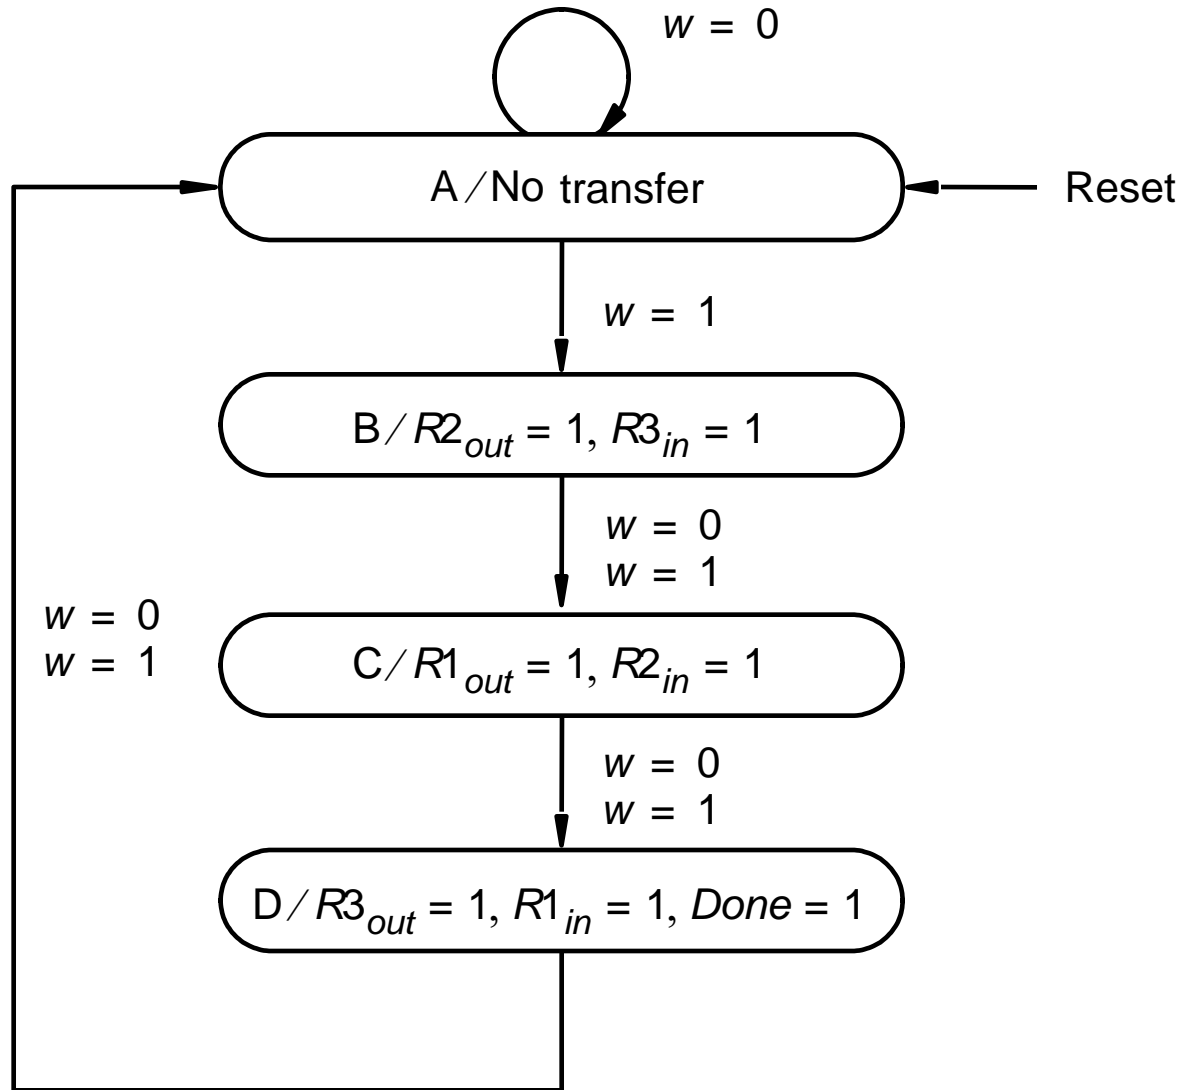 w = 0
A/No transfer
Reset
w = 1
B/R2out = 1, R3in = 1
w = 0
w = 1
w = 0
w = 1
C/R1out = 1, R2in = 1
w = 0
w = 1
D/R3out = 1, R1in = 1, Done = 1